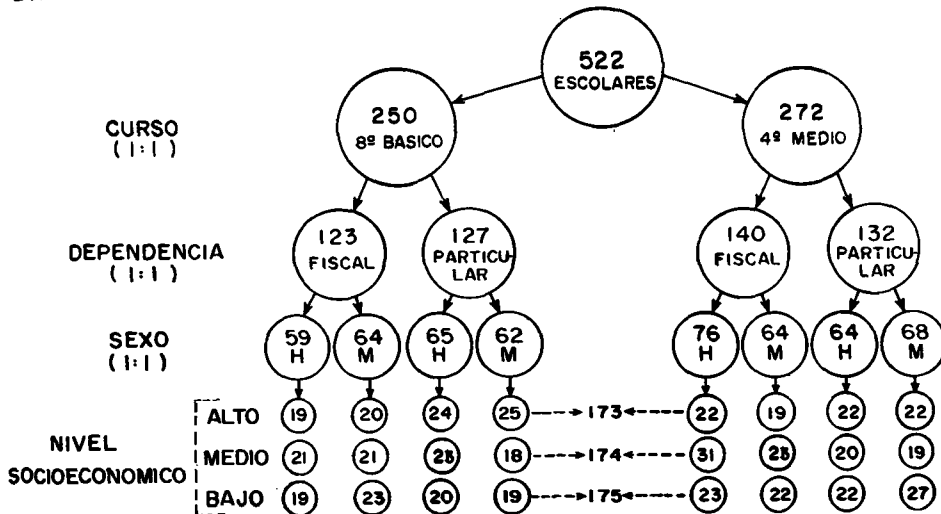 522
ESCOLARES
250
8º BASICO
272
4º MEDIO
CURSO
(1:1)
123
FISCAL
127
PARTICU-
LAR
140
FISCAL
132
PARTICU-
LAR
DEPENDENCIA
(1:1)
59 H 64 M 65 H 62 M 76 H 64 M 64 H 68 M
SEXO
(1:1)
NIVEL
SOCIOECONOMICO
ALTO 19 20 24 25 173 22 19 22 22
MEDIO 21 21 18 174 31 23 20 19
BAJO 19 23 20 19 175 23 22 22 27